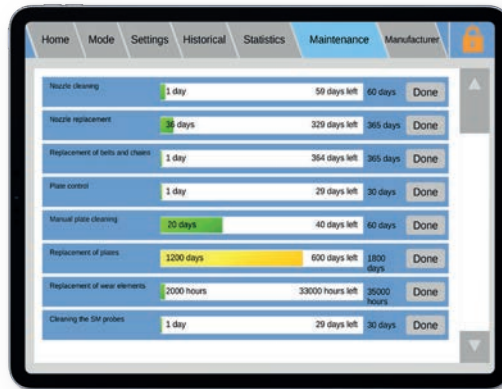 Home Mode Settings Historical Statistics Maintenance Manufacturer
Nozzle cleaning 1 day 59 days left 60 days Done
Nozzle replacement 36 days 329 days left 365 days Done
Replacement of belts and chains 1 day 364 days left 365 days Done
Plate control 1 day 29 days left 30 days Done
Manual plate cleaning 20 days 40 days left 60 days Done
Replacement of plates 1200 days 600 days left 1800 days Done
Replacement of wear elements 2000 hours 33000 hours left 35000 hours Done
Cleaning the SM probes 1 day 29 days left 30 days Done